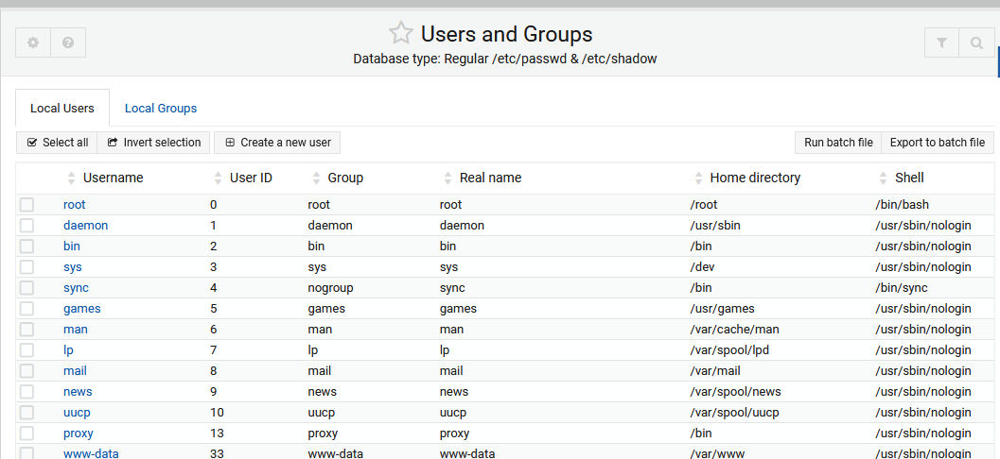 Users and Groups
Database type: Regular /etc/passwd & /etc/shadow
Local Users Local Groups
Select all Invert selection Create a new user Run batch file Export to batch file
Username User ID Group Real name Home directory Shell
root 0 root root /root /bin/bash
daemon 1 daemon daemon /usr/sbin /usr/sbin/nologin
bin 2 bin bin /bin /usr/sbin/nologin
sys 3 sys sys /dev /usr/sbin/nologin
sync 4 nogroup sync /bin /bin/sync
games 5 games games /usr/games /usr/sbin/nologin
man 6 man man /var/cache/man /usr/sbin/nologin
lp 7 lp lp /var/spool/lpd /usr/sbin/nologin
mail 8 mail mail /var/mail /usr/sbin/nologin
news 9 news news /var/spool/news /usr/sbin/nologin
uucp 10 uucp uucp /var/spool/uucp /usr/sbin/nologin
proxy 13 proxy proxy /bin /usr/sbin/nologin
www-data 33 www-data www-data /var/www /usr/sbin/nologin